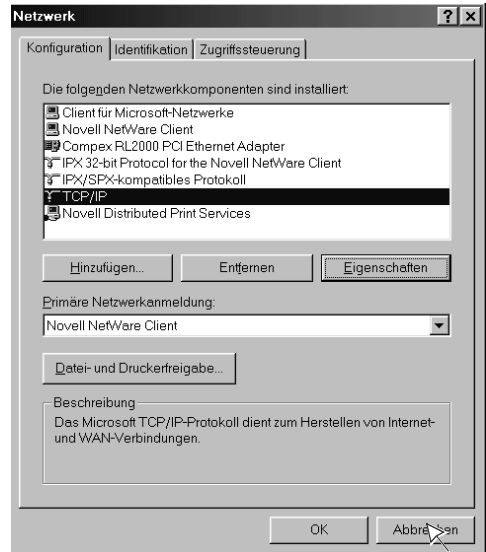 Netzwerk
Konfiguration Identifikation Zugriffssteuerung
Die folgenden Netzwerkkomponenten sind installiert:
Client für Microsoft-Netzwerke
Novell NetWare Client
Compex RL2000 PCI Ethernet Adapter
IPX 32-bit Protocol for the Novell NetWare Client
IPX/SPX-kompatibles Protokoll
TCP/IP
Novell Distributed Print Services
Hinzufügen... Entfernen Eigenschaften
Primäre Netzwerkanmeldung:
Novell NetWare Client
Datei- und Druckerfreigabe...
Beschreibung
Das Microsoft TCP/IP-Protokoll dient zum Herstellen von Internet-
und WAN-Verbindungen.
OK Abbrechen